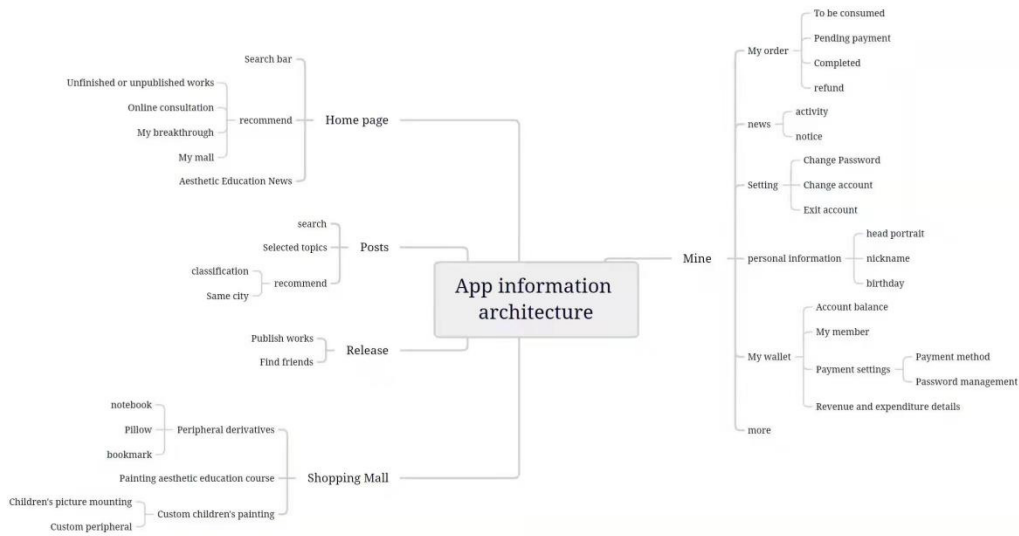 App information
architecture
Home page
Search bar
recommend
Unfinished or unpublished works
Online consultation
My breakthrough
My mall
Aesthetic Education News
Posts
search
Selected topics
recommend
classification
Same city
Release
Publish works
Find friends
Shopping Mall
Peripheral derivatives
notebook
Pillow
bookmark
Painting aesthetic education course
Custom children's painting
Children's picture mounting
Custom peripheral
Mine
My order
To be consumed
Pending payment
Completed
refund
news
activity
notice
Setting
Change Password
Change account
Exit account
personal information
head portrait
nickname
birthday
My wallet
Account balance
My member
Payment settings
Payment method
Password management
Revenue and expenditure details
more